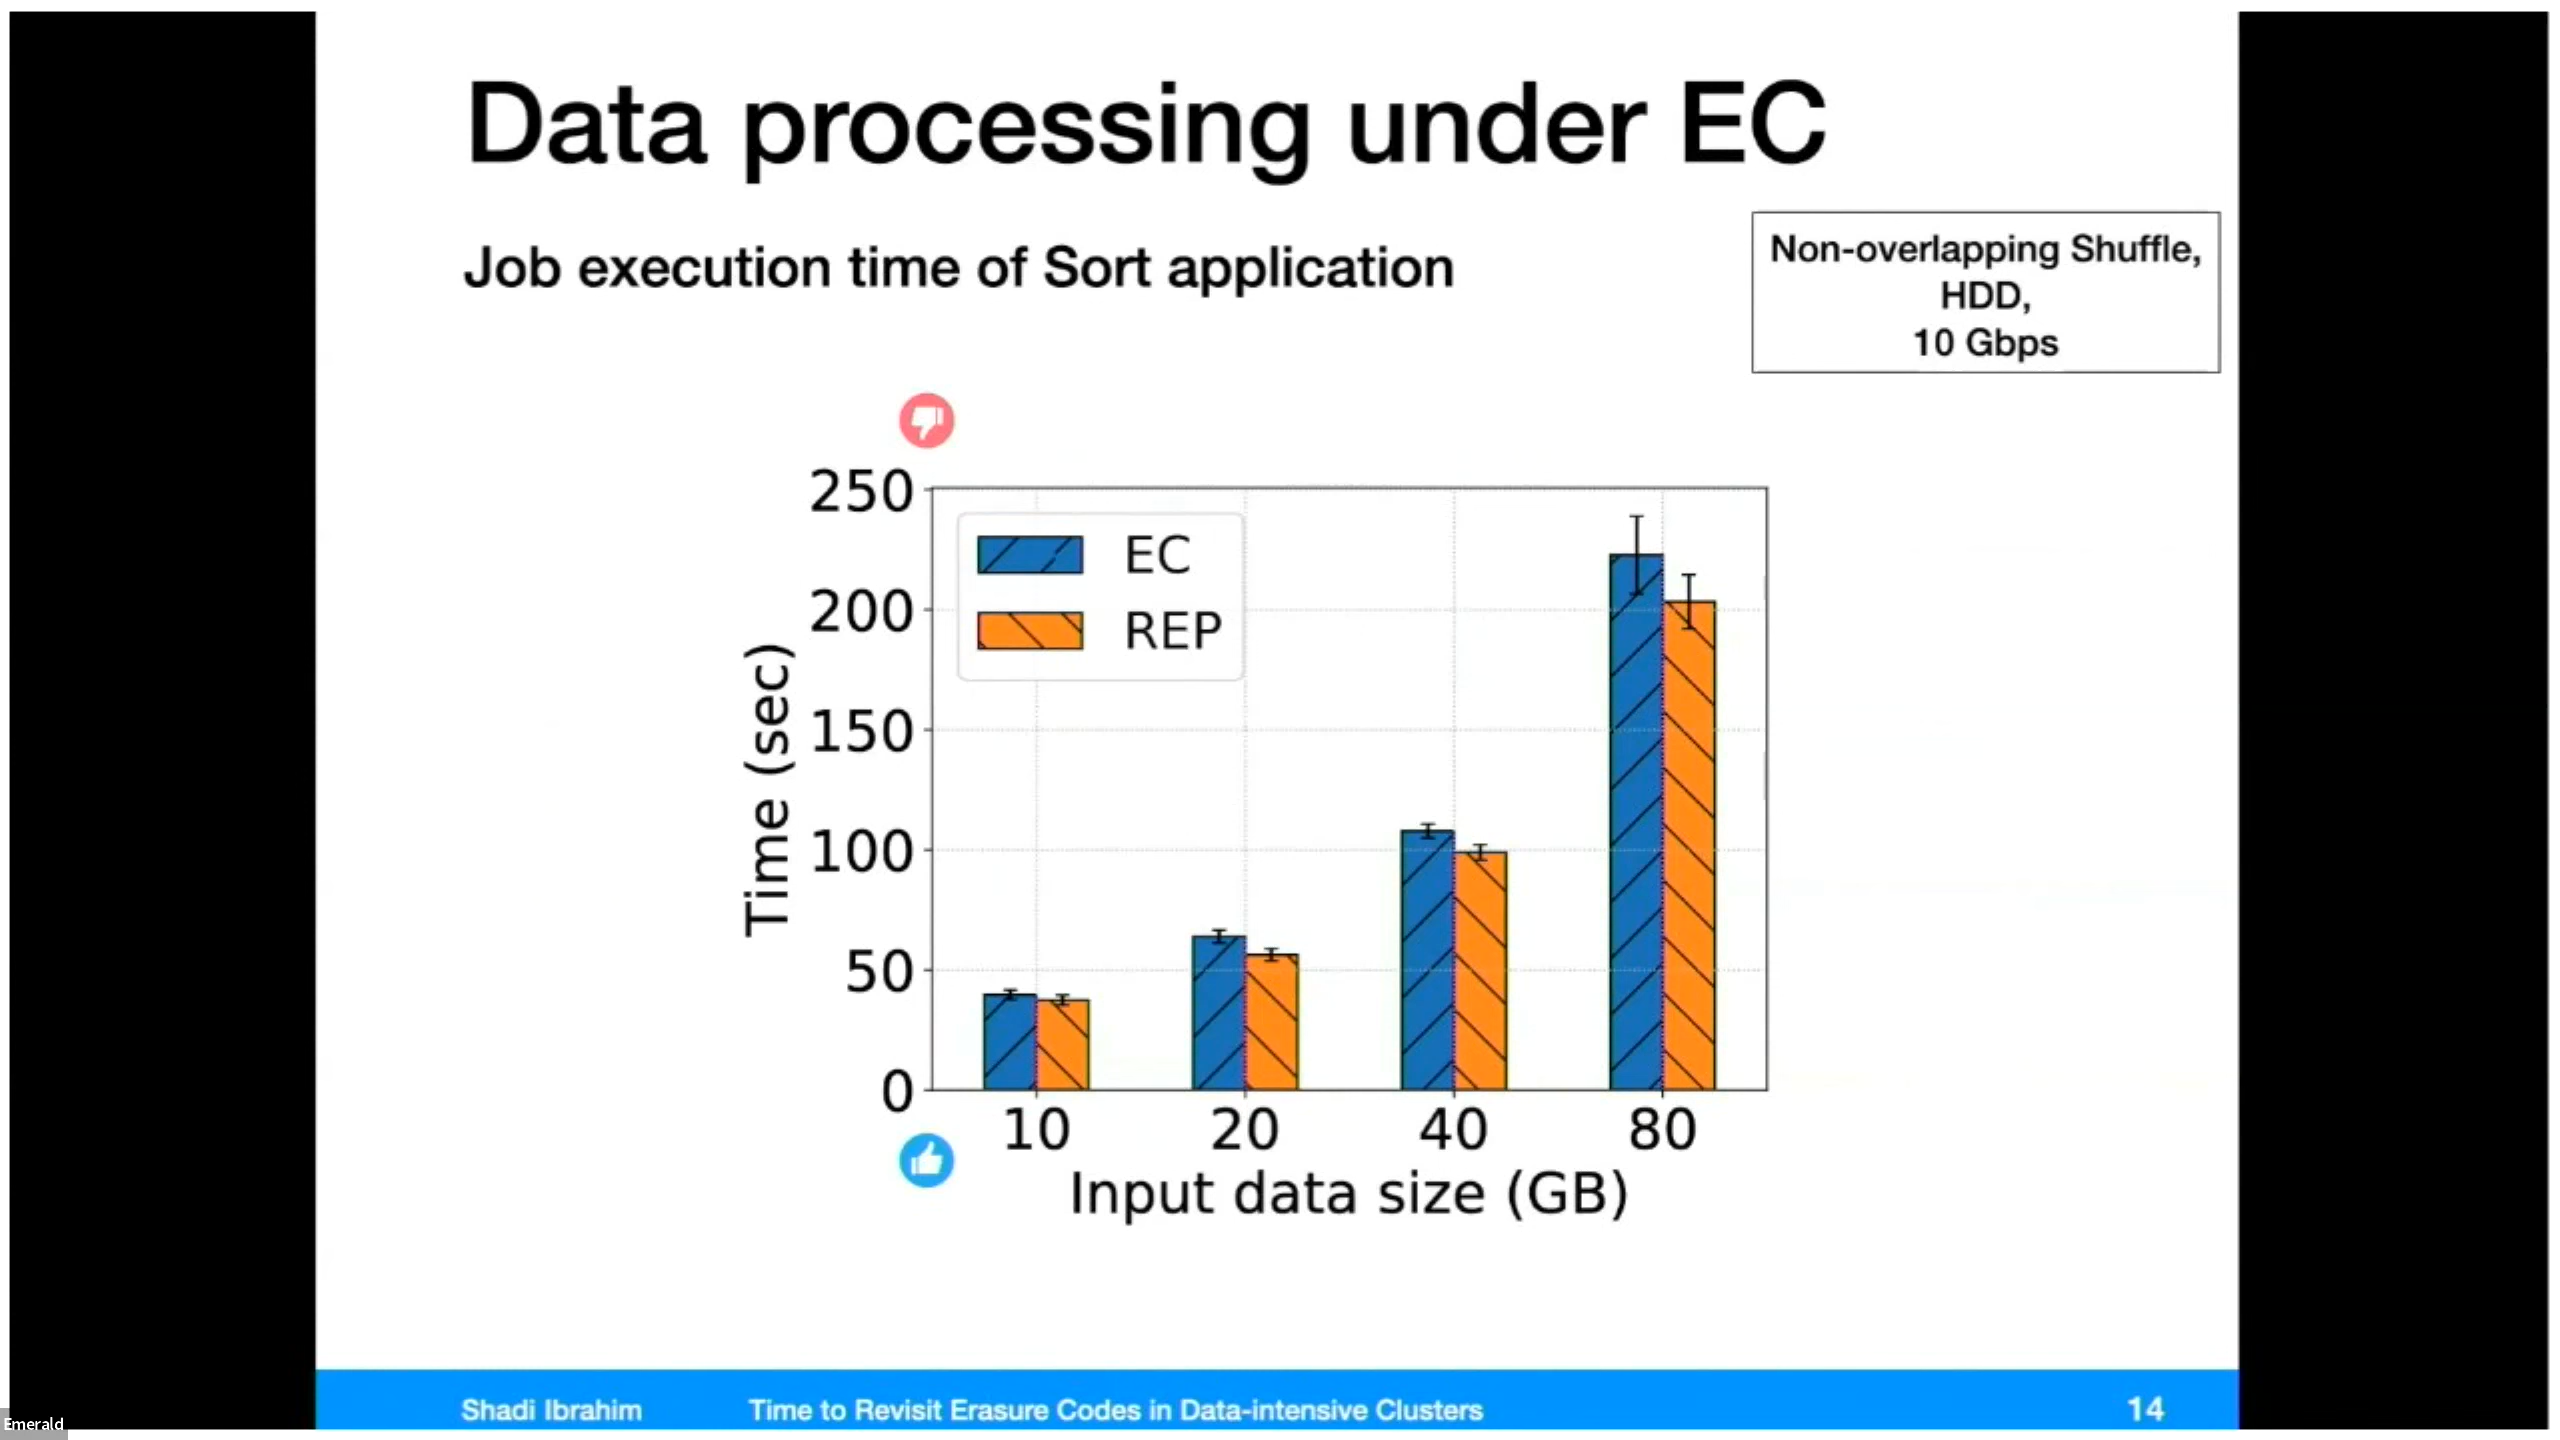 Data processing under EC
Job execution time of Sort application
Non-overlapping Shuffle,
HDD,
10 Gbps
250
200
150
100
50
0
Time (sec)
EC
REP
10 20 40 80
Input data size (GB)
Shadi Ibrahim Time to Revisit Erasure Codes in Data-intensive Clusters 14
Emerald